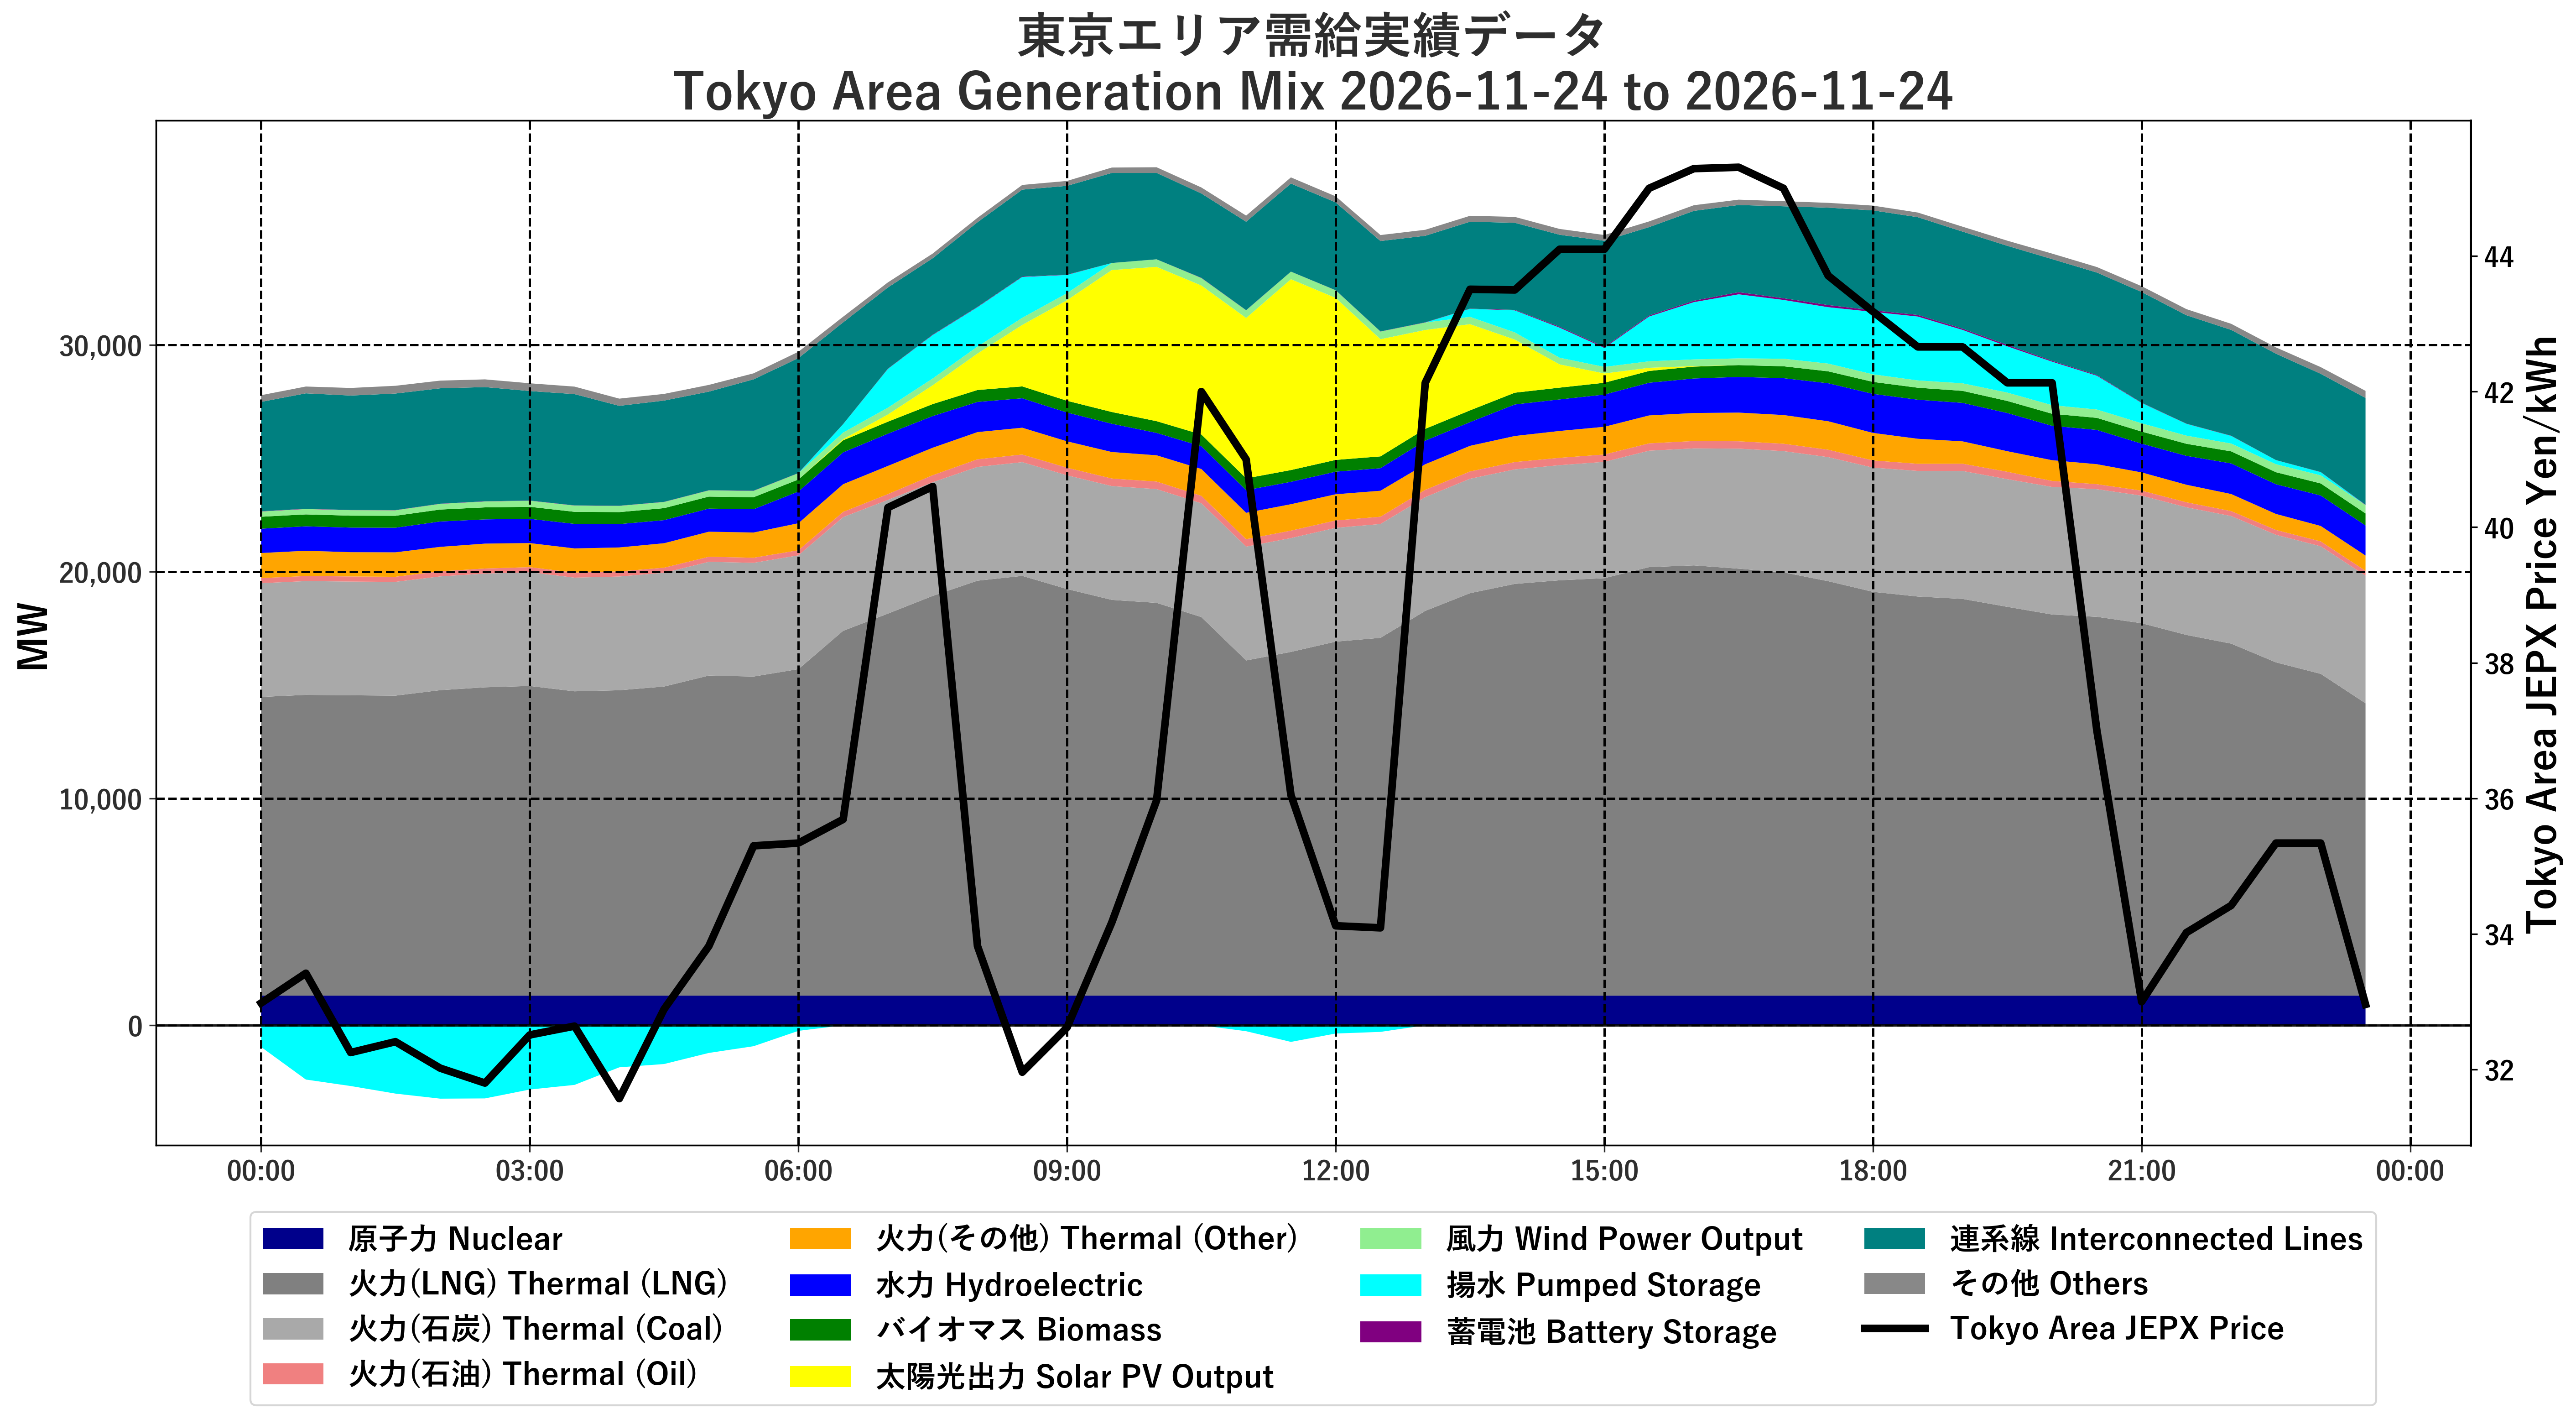 東京エリア需給実績データ
Tokyo Area Generation Mix 2026-11-24 to 2026-11-24
MW
30,000
20,000
10,000
0
44
42
40
38
36
34
32
Tokyo Area JEPX Price Yen/kWh
00:00 03:00 06:00 09:00 12:00 15:00 18:00 21:00 00:00
原子力 Nuclear
火力(LNG) Thermal (LNG)
火力(石炭) Thermal (Coal)
火力(石油) Thermal (Oil)
火力(その他) Thermal (Other)
水力 Hydroelectric
バイオマス Biomass
太陽光出力 Solar PV Output
風力 Wind Power Output
揚水 Pumped Storage
蓄電池 Battery Storage
連系線 Interconnected Lines
その他 Others
Tokyo Area JEPX Price